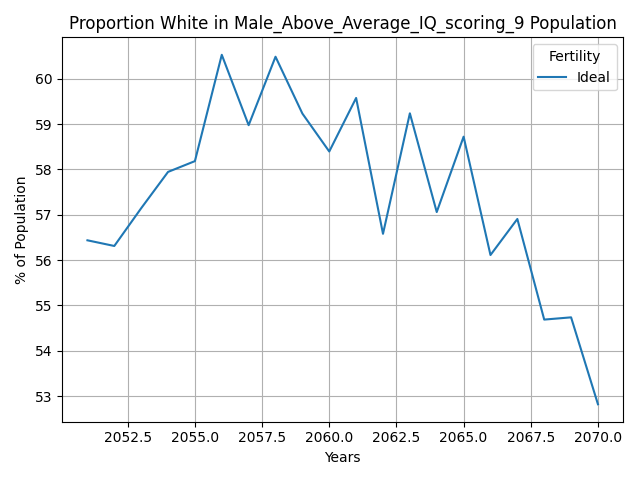 Proportion White in Male_Above_Average_IQ_scoring_9 Population
Fertility
Ideal
60
59
58
57
56
55
54
53
% of Population
2052.5 2055.0 2057.5 2060.0 2062.5 2065.0 2067.5 2070.0
Years